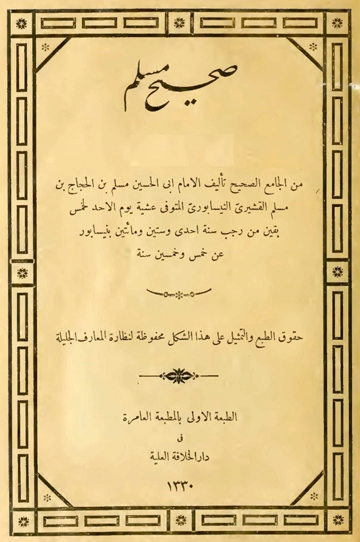 صحيح مسلم
من الجامع الصحيح تأليف الامام ابى الحسين مسلم بن الحجاج بن
مسلم القشيرى النيسابورى المتوفى عشية يوم الاحد لخمس
بقين من رجب سنة احدى وستين ومائتين بنيسابور
عن خمس وخمسين سنة
حقوق الطبع والتمثيل على هذا الشكل محفوظة لنظارة المعارف الجليلة
الطبعة الاولى بالمطبعة العامرة
فى
دار الخلافة العلية
١٣٣٠